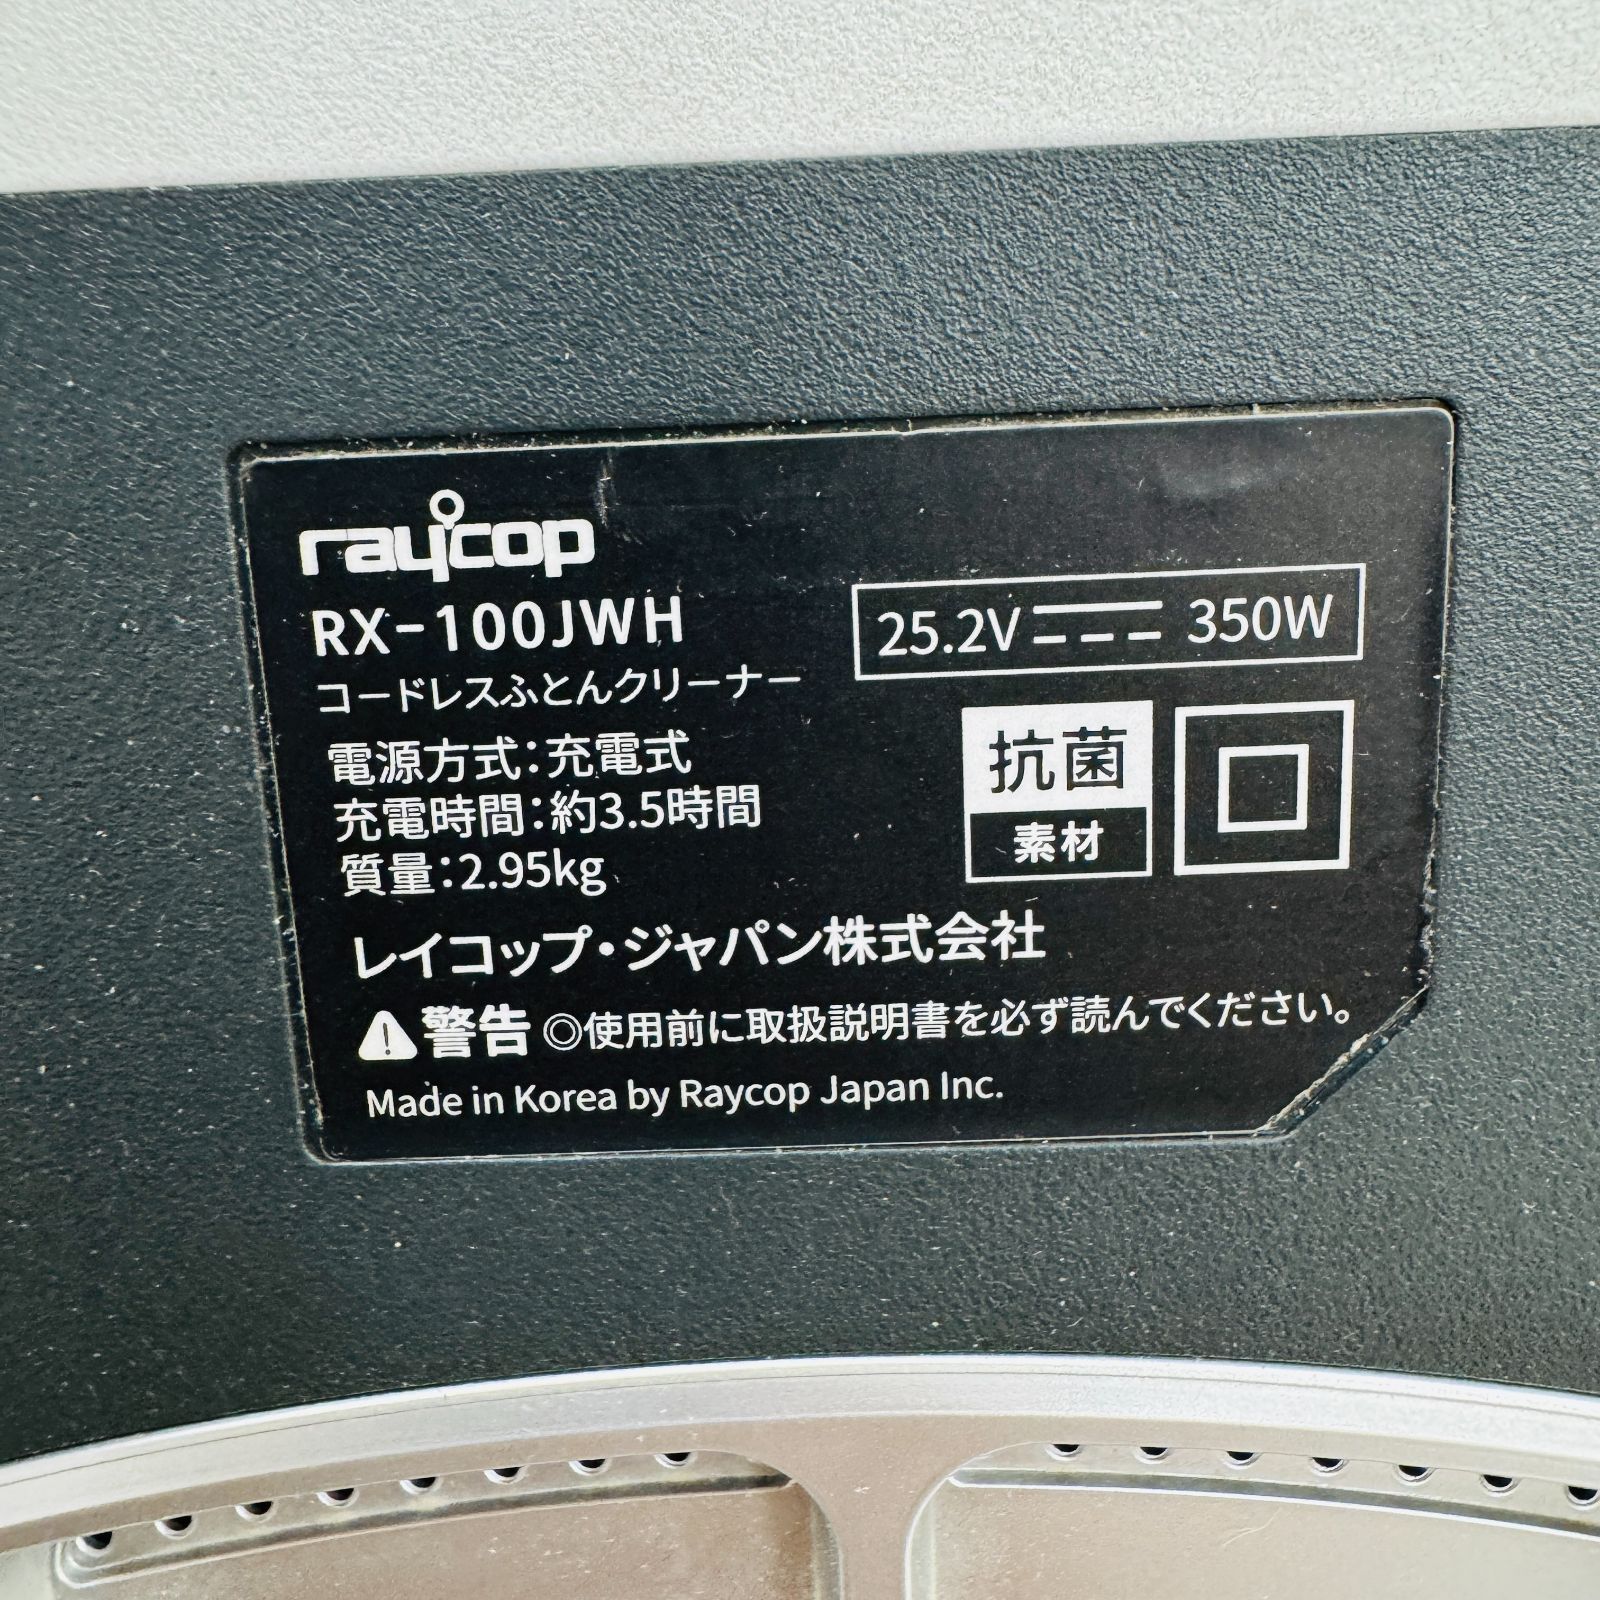 raycop
RX-100JWH
コードレスふとんクリーナー
25.2V 350W
電源方式：充電式
充電時間：約3.5時間
質量：2.95kg
抗菌
素材
レイコップ・ジャパン株式会社
警告 ◎使用前に取扱説明書を必ず読んでください。
Made in Korea by Raycop Japan Inc.